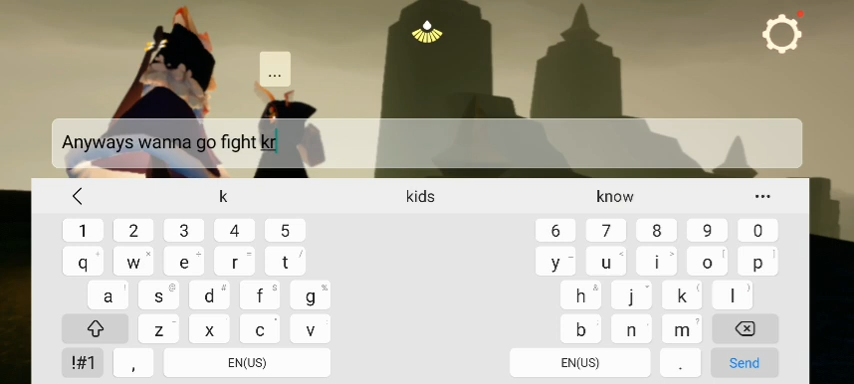 ...
Anyways wanna go fight kr
k kids know ...
1 2 3 4 5 6 7 8 9 0
q w e r t y u i o p
a s d f g h j k l
z x c v b n m
!#1 , EN(US) EN(US) . Send